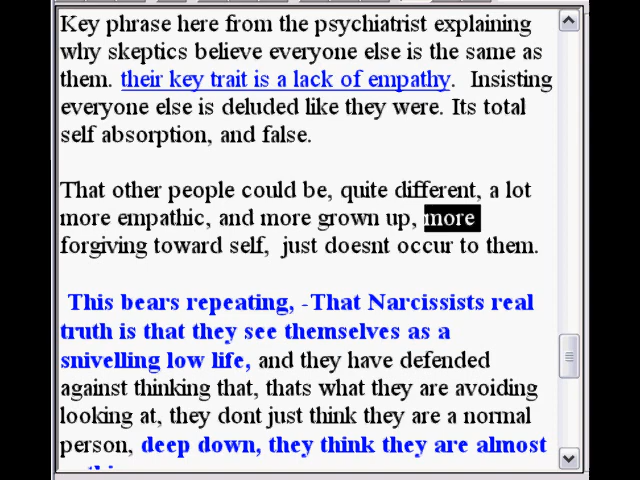 Key phrase here from the psychiatrist explaining
why skeptics believe everyone else is the same as
them. their key trait is a lack of empathy.  Insisting
everyone else is deluded like they were. Its total
self absorption, and false.
That other people could be, quite different, a lot
more empathic, and more grown up, more
forgiving toward self,  just doesnt occur to them.
This bears repeating, -That Narcissists real
truth is that they see themselves as a
snivelling low life, and they have defended
against thinking that, thats what they are avoiding
looking at, they dont just think they are a normal
person, deep down, they think they are almost